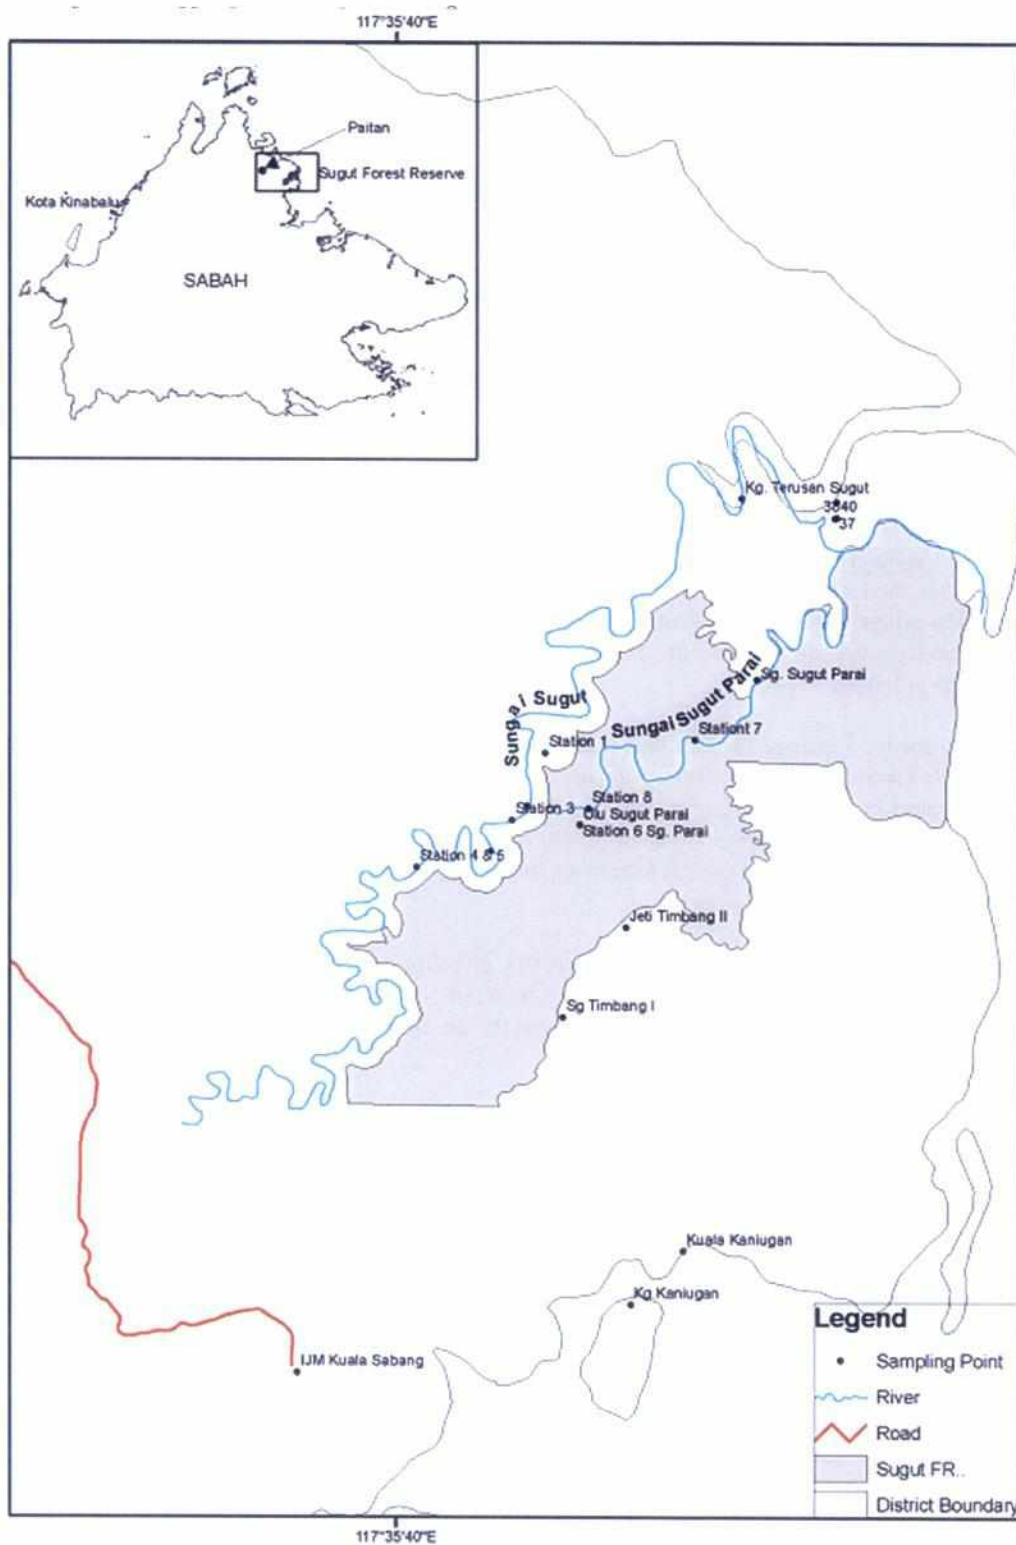 117°35'40"E
Paitan
Sugut Forest Reserve
Kota Kinabalu
SABAH
Kg. Terusan Sugut
3840
37
Sungai Sugut
Sungai Sugut Parai
Sg. Sugut Parai
Stationt 7
Station 1
Station 8
Station 3
Ulu Sugut Parai
Station 6 Sg. Parai
Station 4 & 5
Jeti Timbang II
Sg Timbang I
Kuala Kaniugan
Kg Kaniugan
IJM Kuala Sabang
Legend
Sampling Point
River
Road
Sugut FR..
District Boundary
117°35'40"E